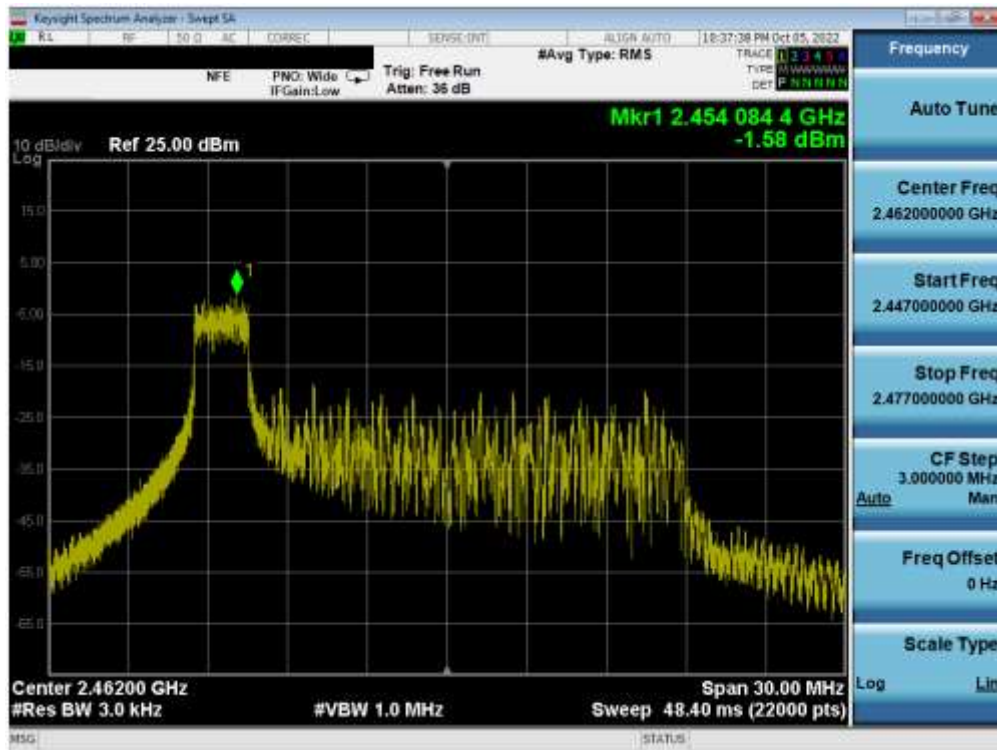 Keysight Spectrum Analyzer - Swept SA
RL RF 50 Ω AC CORREC SENSE:INT ALIGN AUTO 10:37:38 PM Oct 05, 2022
NFE PNO: Wide IFGain:Low Trig: Free Run Atten: 36 dB #Avg Type: RMS TRACE 1 2 3 4 5 6
TYPE M WWWWW
DET P N N N N N
Mkr1 2.454 084 4 GHz
-1.58 dBm
10 dB/div Ref 25.00 dBm
Log
15.0
5.00
-5.00
-15.0
-25.0
-35.0
-45.0
-55.0
-65.0
1
Center 2.46200 GHz Span 30.00 MHz
#Res BW 3.0 kHz #VBW 1.0 MHz Sweep 48.40 ms (22000 pts)
MSG STATUS
Frequency
Auto Tune
Center Freq
2.462000000 GHz
Start Freq
2.447000000 GHz
Stop Freq
2.477000000 GHz
CF Step
3.000000 MHz
Auto Man
Freq Offset
0 Hz
Scale Type
Log Lin